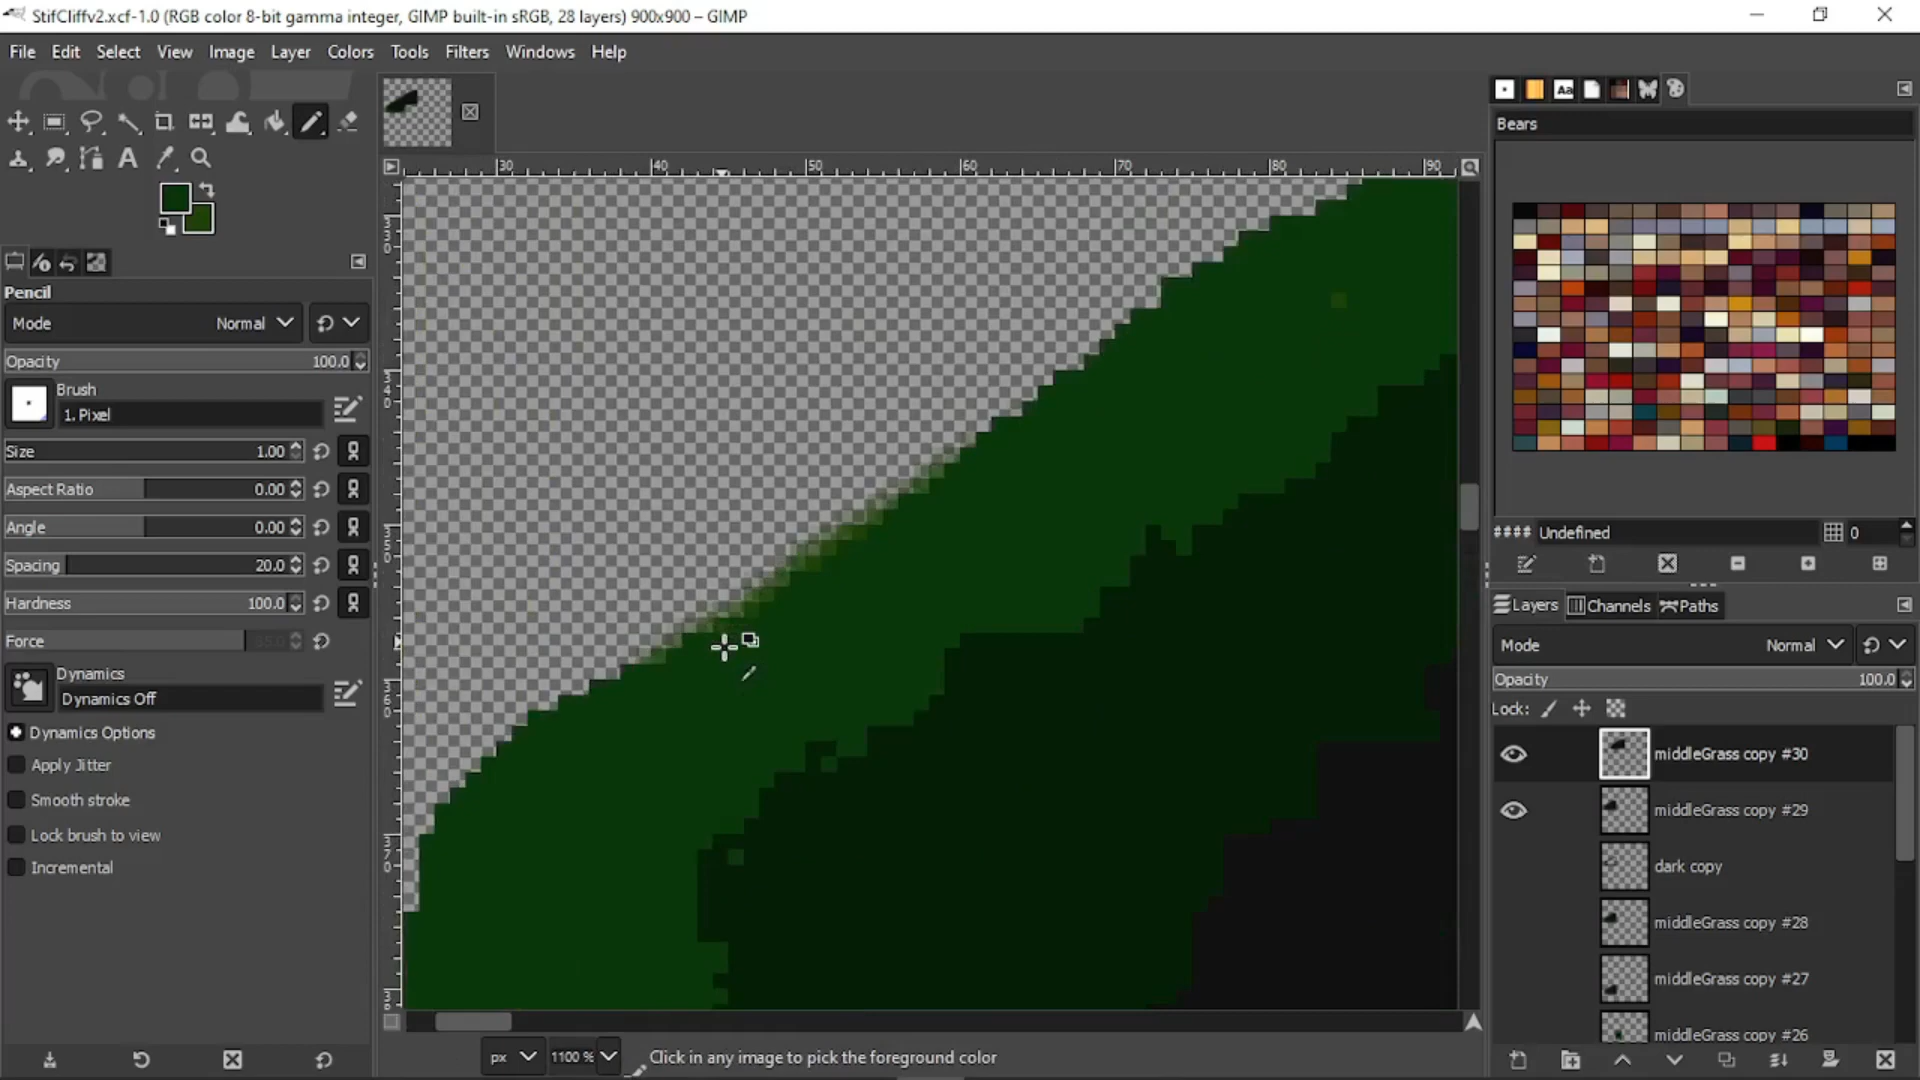 StifCliffv2.xcf-1.0 (RGB color 8-bit gamma integer, GIMP built-in sRGB, 28 layers) 900x900 – GIMP
File Edit Select View Image Layer Colors Tools Filters Windows Help
30 40 50 60 70 80 90
Pencil
Mode Normal
Opacity 100.0
Brush
1. Pixel
Size 1.00
Aspect Ratio 0.00
Angle 0.00
Spacing 20.0
Hardness 100.0
Force
Dynamics
Dynamics Off
Dynamics Options
Apply Jitter
Smooth stroke
Lock brush to view
Incremental
330
340
350
360
370
px 1100 % Click in any image to pick the foreground color
Aa
Bears
#### Undefined 0
Layers Channels Paths
Mode Normal
Opacity 100.0
Lock:
middleGrass copy #30
middleGrass copy #29
dark copy
middleGrass copy #28
middleGrass copy #27
middleGrass copy #26